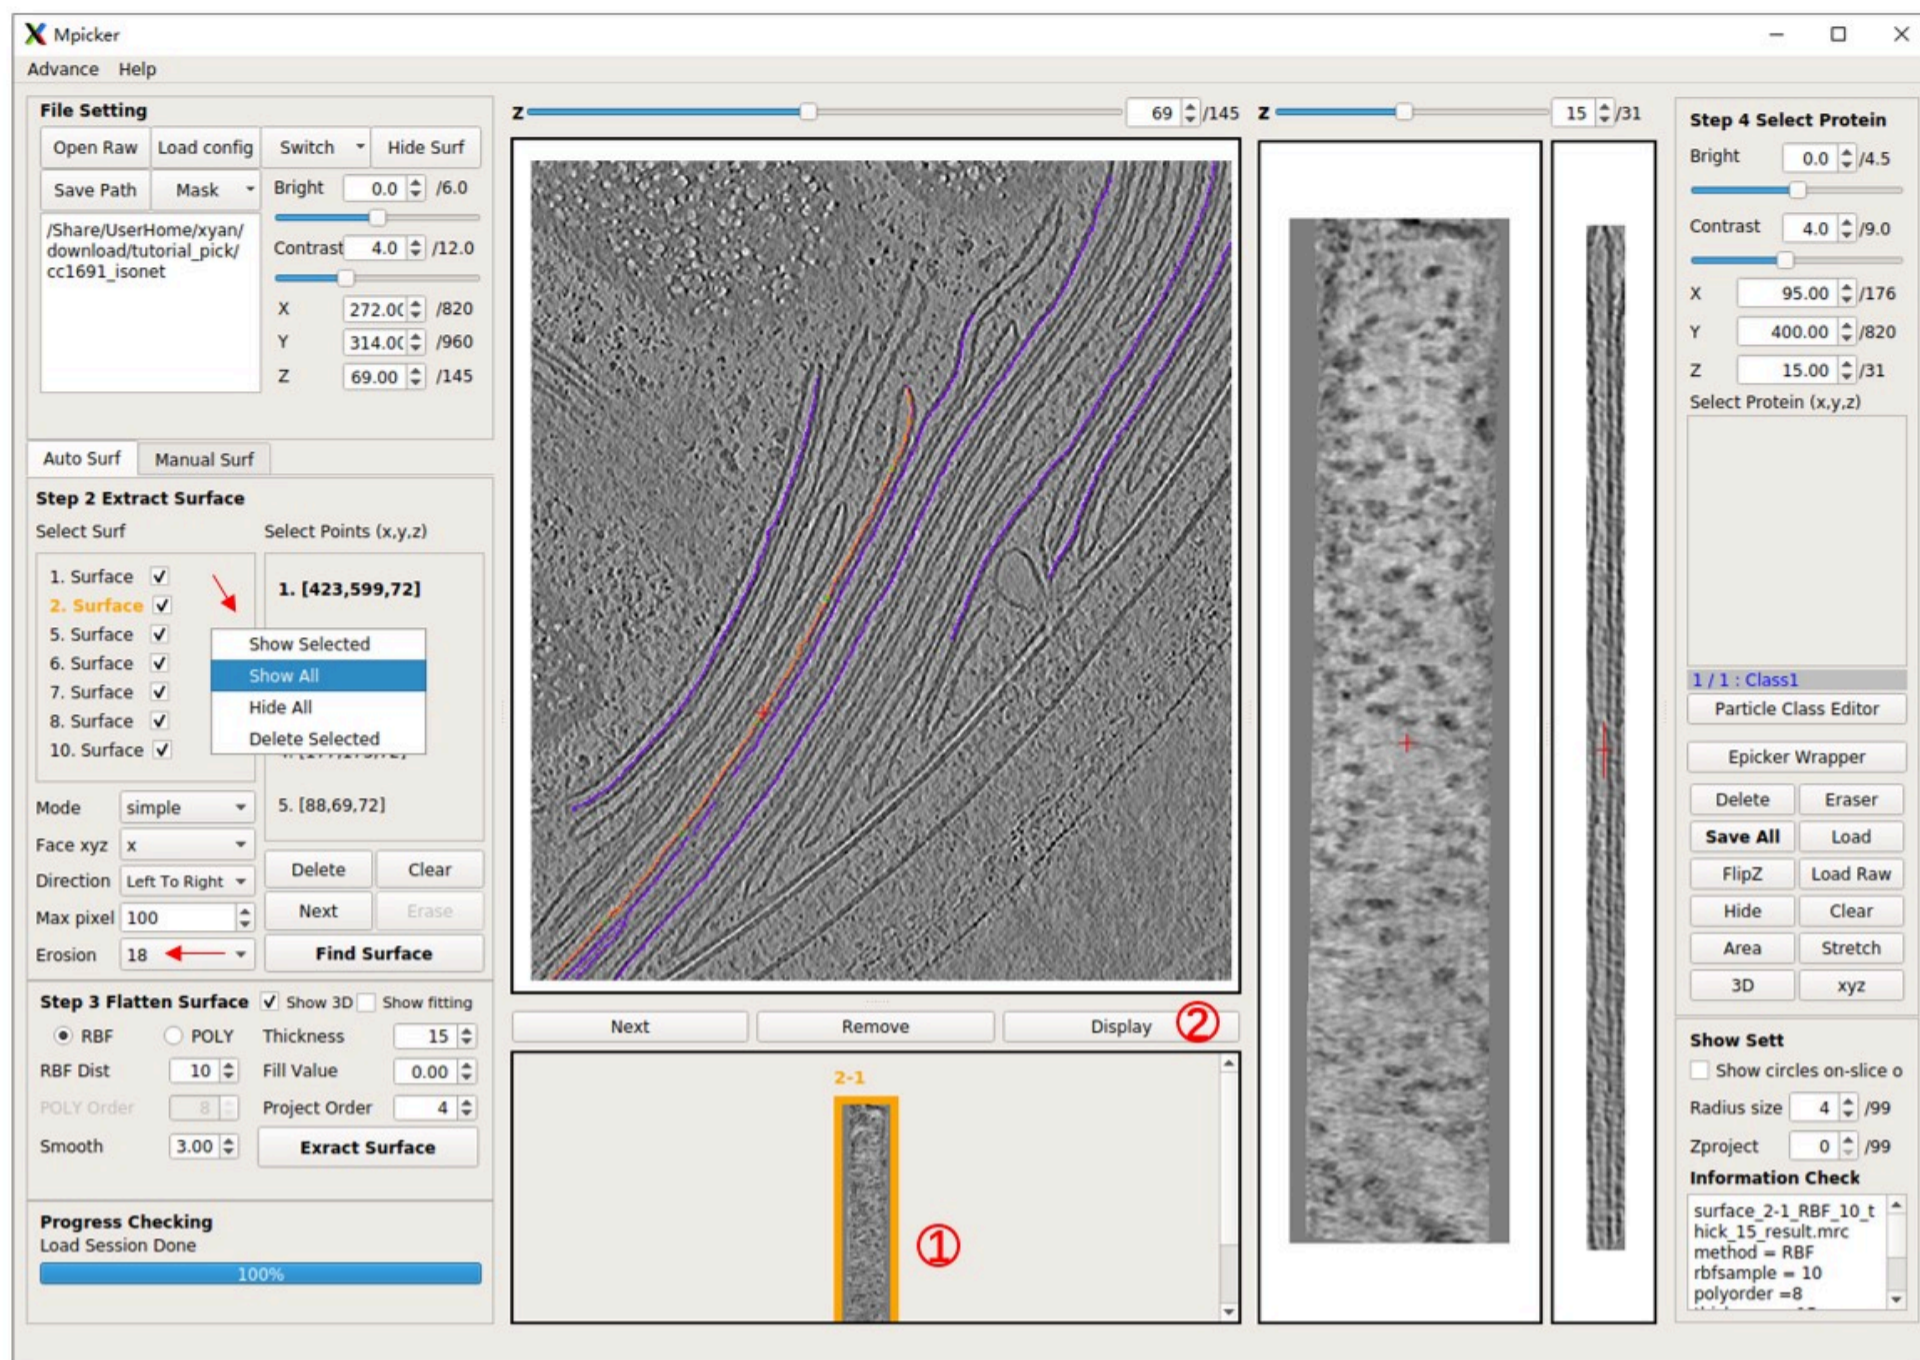 Mpicker
Advance Help
File Setting
Open Raw Load config Switch Hide Surf
Save Path Mask Bright 0.0 /6.0
/Share/UserHome/xyan/
download/tutorial_pick/
cc1691_isonet
Contrast 4.0 /12.0
X 272.00 /820
Y 314.00 /960
Z 69.00 /145
Auto Surf Manual Surf
Step 2 Extract Surface
Select Surf Select Points (x,y,z)
1. Surface
2. Surface
5. Surface
6. Surface
7. Surface
8. Surface
10. Surface
1. [423,599,72]
5. [88,69,72]
Show Selected
Show All
Hide All
Delete Selected
Mode simple
Face xyz x
Direction Left To Right
Max pixel 100
Erosion 18
Delete Clear
Next Erase
Find Surface
Step 3 Flatten Surface Show 3D Show fitting
RBF POLY Thickness 15
RBF Dist 10 Fill Value 0.00
POLY Order 8 Project Order 4
Smooth 3.00 Exract Surface
Progress Checking
Load Session Done
100%
Z 69 /145
Next Remove Display ②
2-1
①
Z 15 /31
Step 4 Select Protein
Bright 0.0 /4.5
Contrast 4.0 /9.0
X 95.00 /176
Y 400.00 /820
Z 15.00 /31
Select Protein (x,y,z)
1 / 1 : Class1
Particle Class Editor
Epicker Wrapper
Delete Eraser
Save All Load
FlipZ Load Raw
Hide Clear
Area Stretch
3D xyz
Show Sett
Show circles on-slice o
Radius size 4 /99
Zproject 0 /99
Information Check
surface_2-1_RBF_10_t
hick_15_result.mrc
method = RBF
rbfsample = 10
polyorder =8